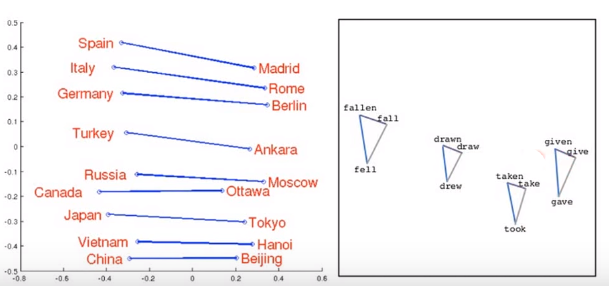 0.5
Spain
Madrid
0.4
0.3
Italy
Rome
Germany
Berlin
0.2
0.1
Turkey
Ankara
0
-0.1
Russia
Moscow
Canada
Ottawa
-0.2
Japan
Tokyo
-0.3
Vietnam
Hanoi
-0.4
China
Beijing
-0.5
-0.8 -0.6 -0.4 -0.2 0 0.2 0.4 0.6
fallen
fall
fell
drawn
draw
drew
taken
take
took
given
give
gave